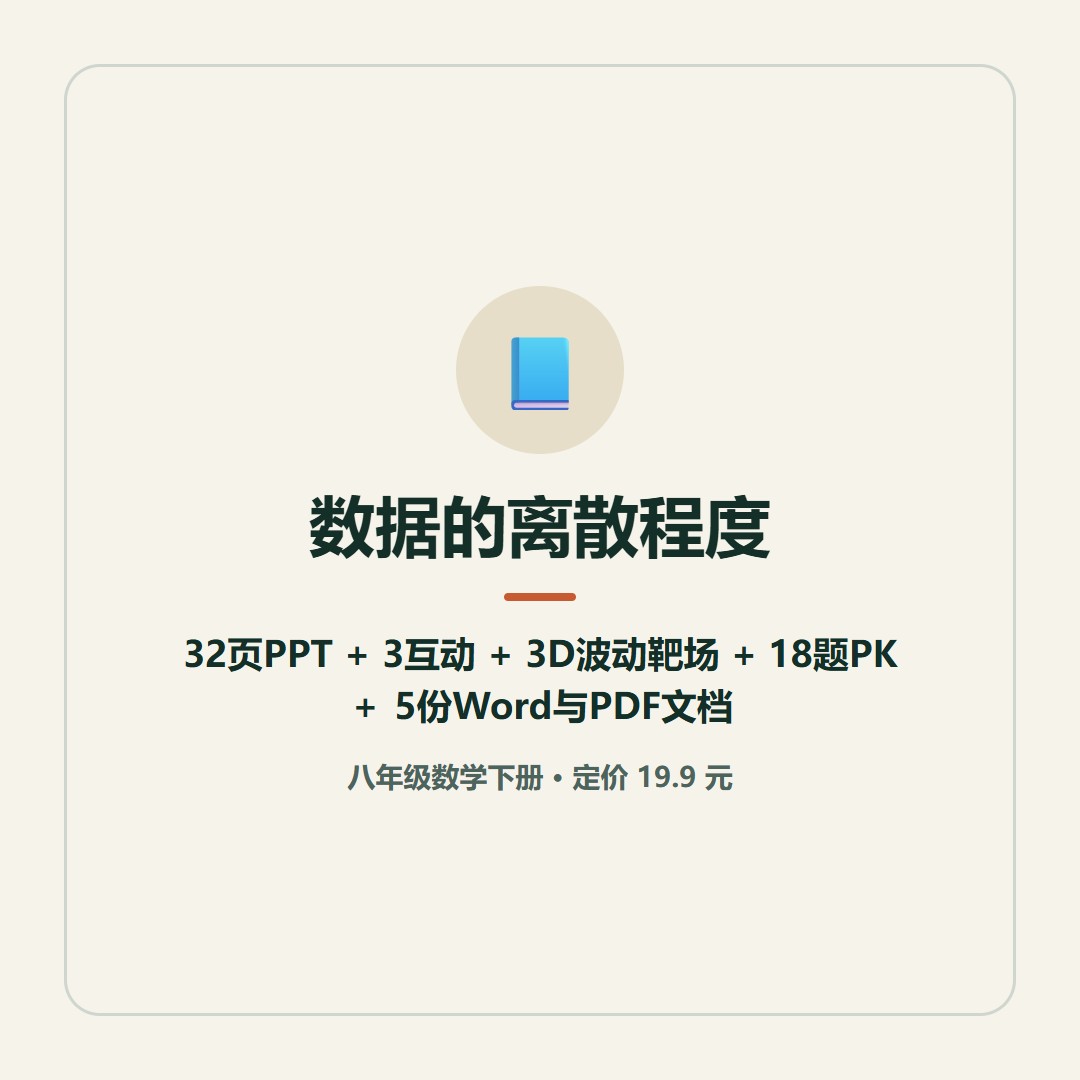 数据的离散程度
32页PPT + 3互动 + 3D波动靶场 + 18题PK
+ 5份Word与PDF文档
八年级数学下册 • 定价 19.9 元